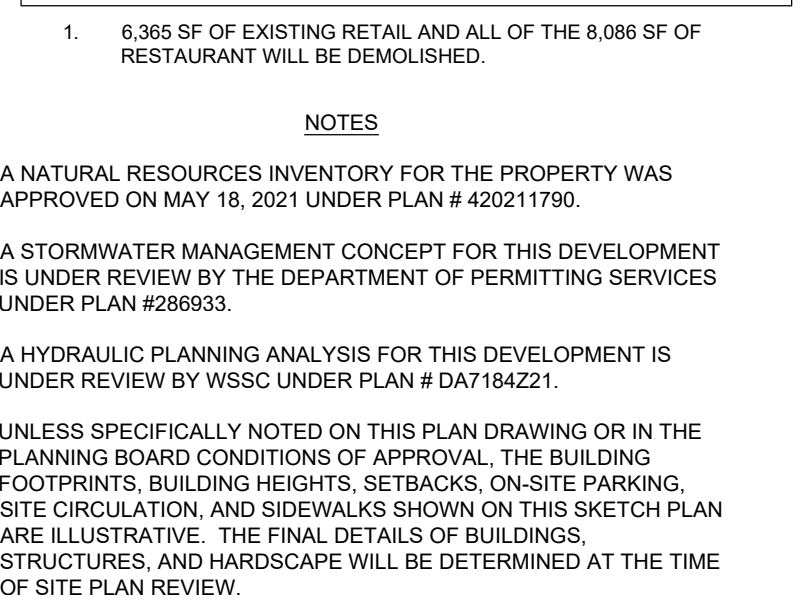 1. 6,365 SF OF EXISTING RETAIL AND ALL OF THE 8,086 SF OF
RESTAURANT WILL BE DEMOLISHED.
NOTES
A NATURAL RESOURCES INVENTORY FOR THE PROPERTY WAS
APPROVED ON MAY 18, 2021 UNDER PLAN # 420211790.
A STORMWATER MANAGEMENT CONCEPT FOR THIS DEVELOPMENT
IS UNDER REVIEW BY THE DEPARTMENT OF PERMITTING SERVICES
UNDER PLAN #286933.
A HYDRAULIC PLANNING ANALYSIS FOR THIS DEVELOPMENT IS
UNDER REVIEW BY WSSC UNDER PLAN # DA7184Z21.
UNLESS SPECIFICALLY NOTED ON THIS PLAN DRAWING OR IN THE
PLANNING BOARD CONDITIONS OF APPROVAL, THE BUILDING
FOOTPRINTS, BUILDING HEIGHTS, SETBACKS, ON-SITE PARKING,
SITE CIRCULATION, AND SIDEWALKS SHOWN ON THIS SKETCH PLAN
ARE ILLUSTRATIVE.  THE FINAL DETAILS OF BUILDINGS,
STRUCTURES, AND HARDSCAPE WILL BE DETERMINED AT THE TIME
OF SITE PLAN REVIEW.